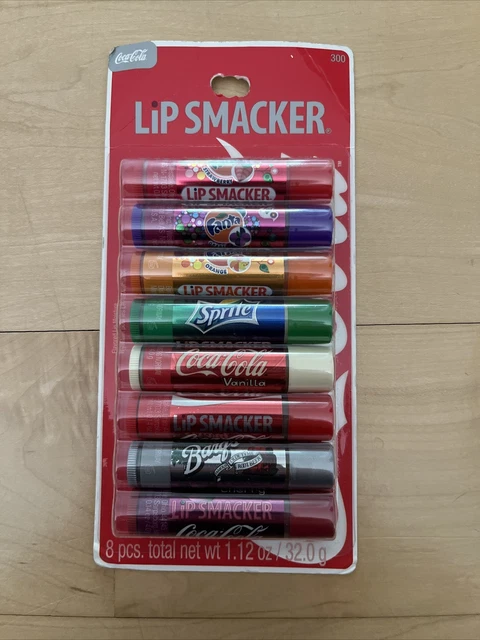 Coca-Cola
300
LiP SMACKER®
STRAWBERRY
LiP SMACKER
Fanta
ORANGE
LiP SMACKER
Sprite
Coca-Cola
Vanilla
LiP SMACKER
Barq's
LiP SMACKER
Coca-Cola
8 pcs. total net wt 1.12 oz / 32.0 g